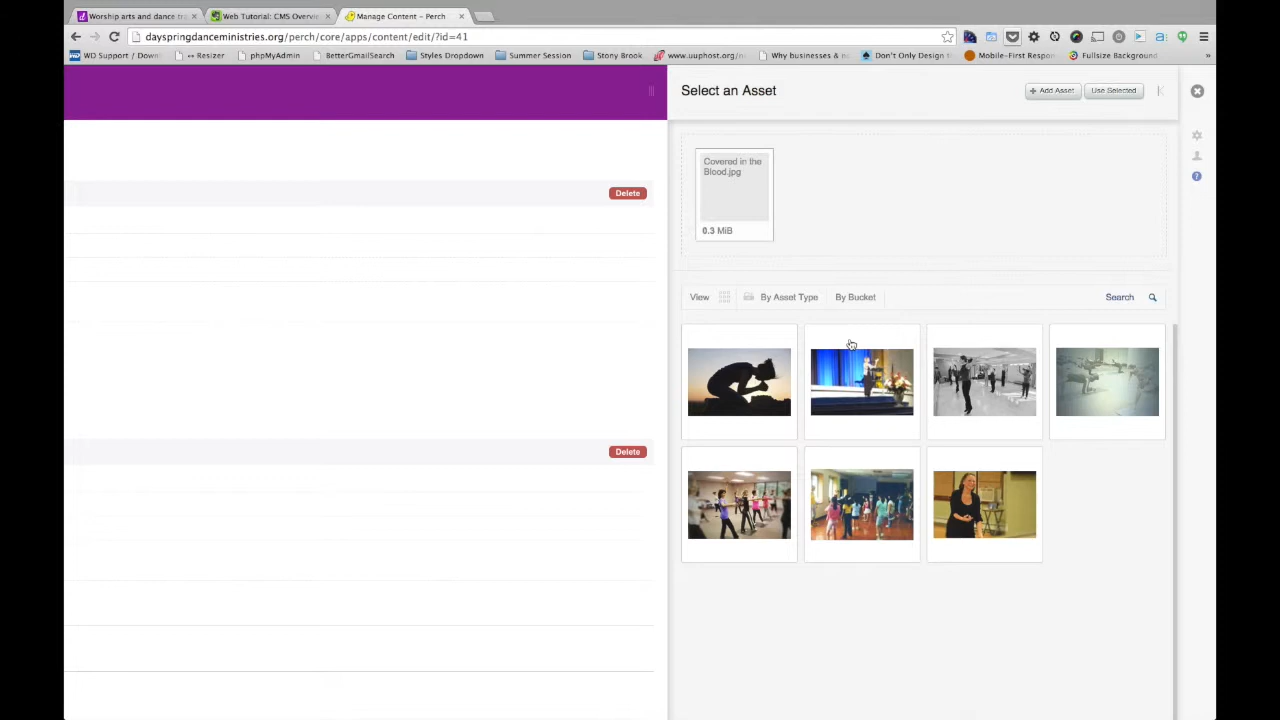 Worship arts and dance tr
Web Tutorial: CMS Overvie
Manage Content – Perch
dayspringdanceministries.org/perch/core/apps/content/edit/?id=41
WD Support / Down
Resizer
phpMyAdmin
BetterGmailSearch
Styles Dropdown
Summer Session
Stony Brook
www.uuphost.org/n
Why businesses & n
Don't Only Design
Mobile-First Respon
Fullsize Background
Select an Asset
+ Add Asset
Use Selected
Covered in the
Blood.jpg
0.3 MiB
Delete
View
By Asset Type
By Bucket
Search
Delete